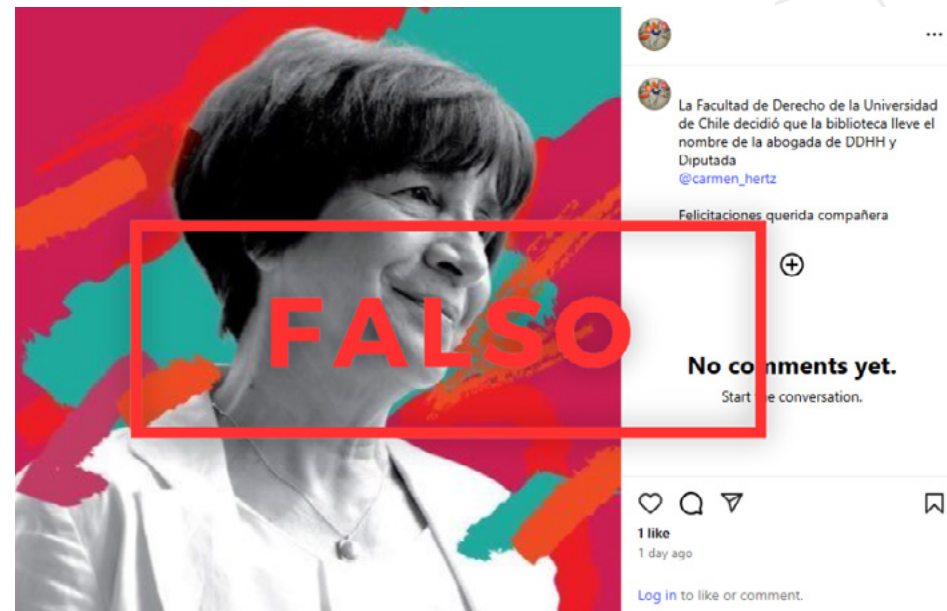 La Facultad de Derecho de la Universidad
de Chile decidió que la biblioteca lleve el
nombre de la abogada de DDHH y
Diputada
@carmen_hertz
Felicitaciones querida compañera
FALSO
No comments yet.
Start the conversation.
1 like
1 day ago
Log in to like or comment.